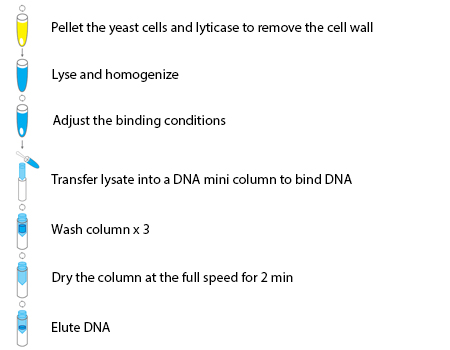 Pellet the yeast cells and lyticase to remove the cell wall
Lyse and homogenize
Adjust the binding conditions
Transfer lysate into a DNA mini column to bind DNA
Wash column x 3
Dry the column at the full speed for 2 min
Elute DNA